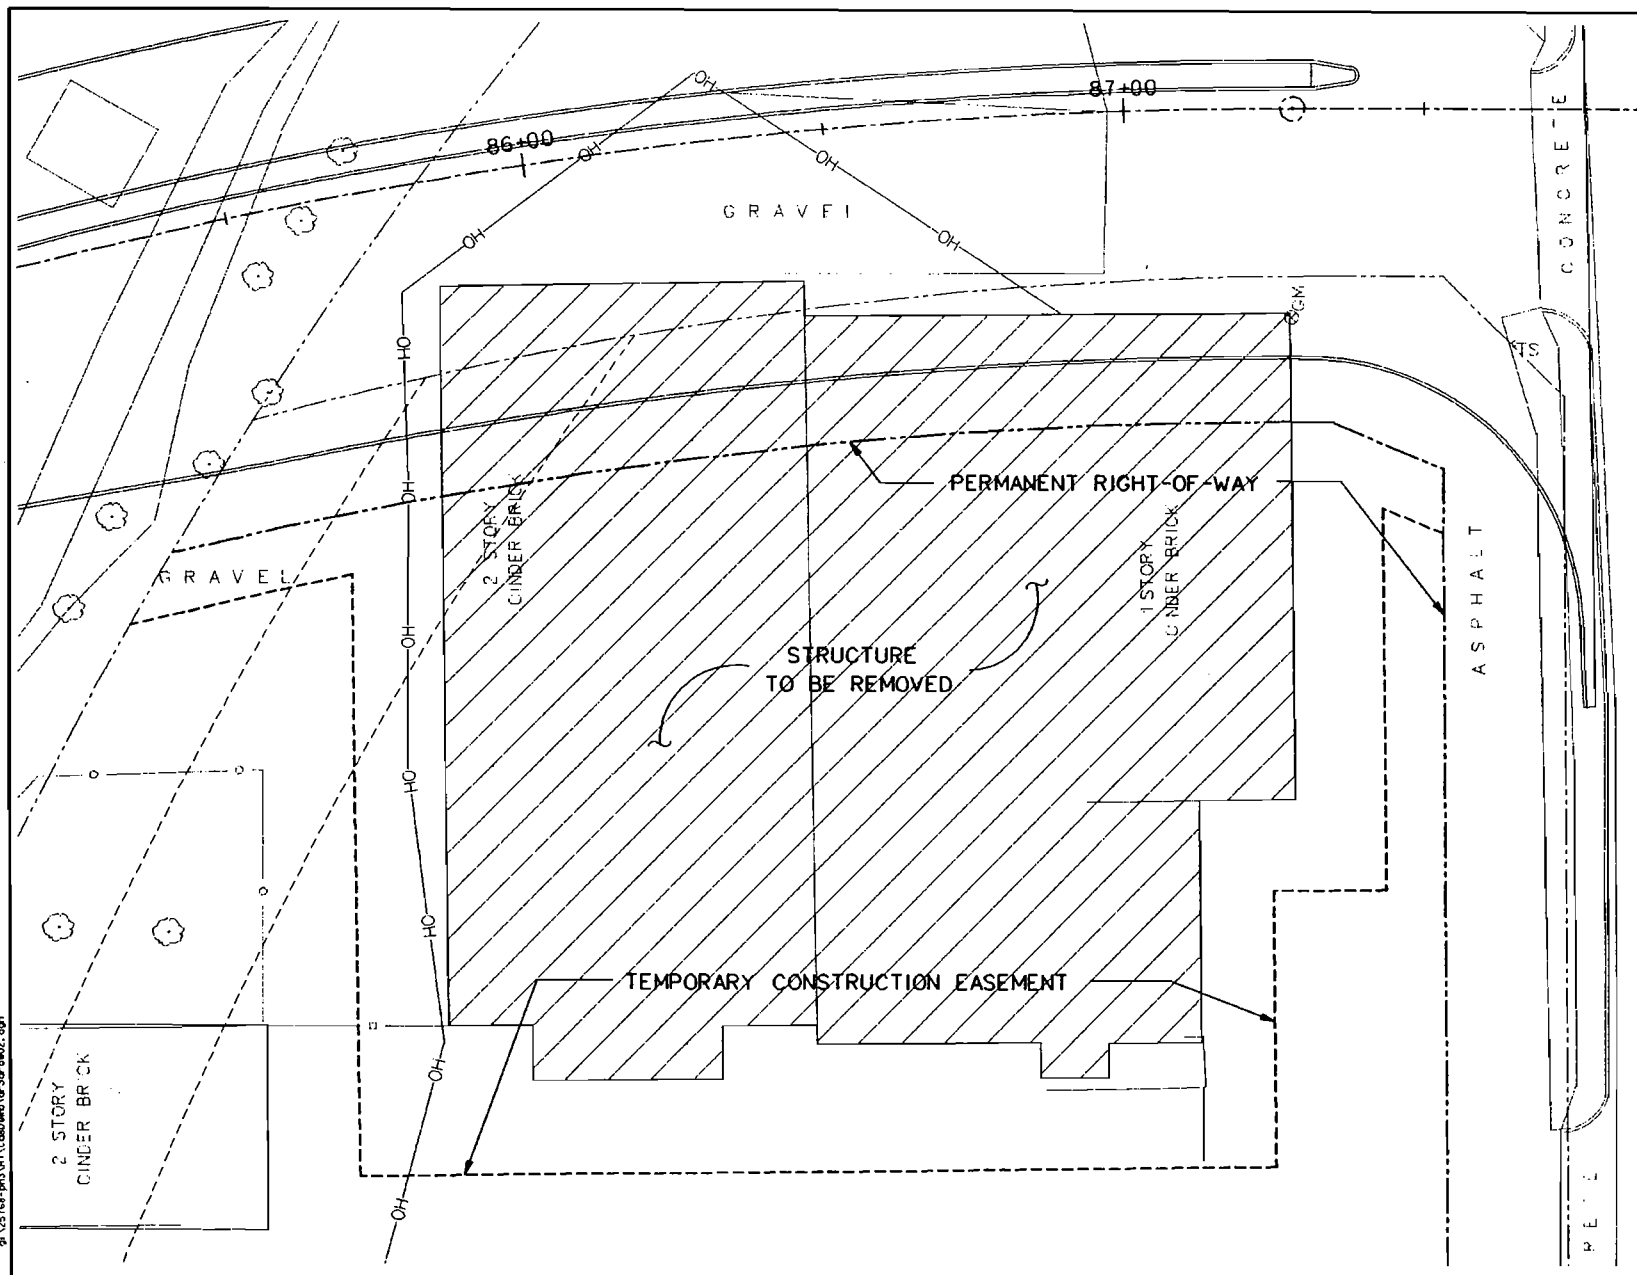 OH
87+00
86+00
OH
OH
GRAVEL
OH
OH
CONCRETE
GM
OH
TS
PERMANENT RIGHT-OF-WAY
OH
2 STORY
CINDER BRICK
1 STORY
CINDER BRICK
ASPHALT
GRAVEL
OH
STRUCTURE
TO BE REMOVED
OH
OH
TEMPORARY CONSTRUCTION EASEMENT
OH
2 STORY
CINDER BRICK
OH